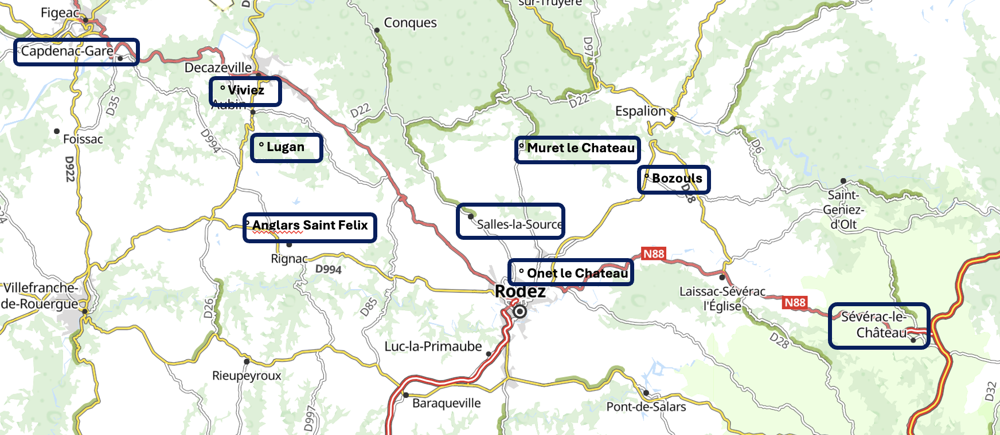 sur-Truyère
Figeac
Conques
Capdenac-Gare
D97
Decazeville
° Viviez
Aubin
D35
D22
D22
Espalion
Foissac
D994
° Lugan
° Muret le Chateau
D6
D922
° Bozouls
D28
Saint-
Geniez-
d'Olt
° Anglars Saint Felix
Salles-la-Source
Rignac
D994
N88
° Onet le Chateau
Rodez
Villefranche-
de-Rouergue
Laissac-Sévérac
l'Église
N88
D26
D85
Sévérac-le-
Château
D28
Luc-la-Primaube
Rieupeyroux
Baraqueville
Pont-de-Salars
D997
D32